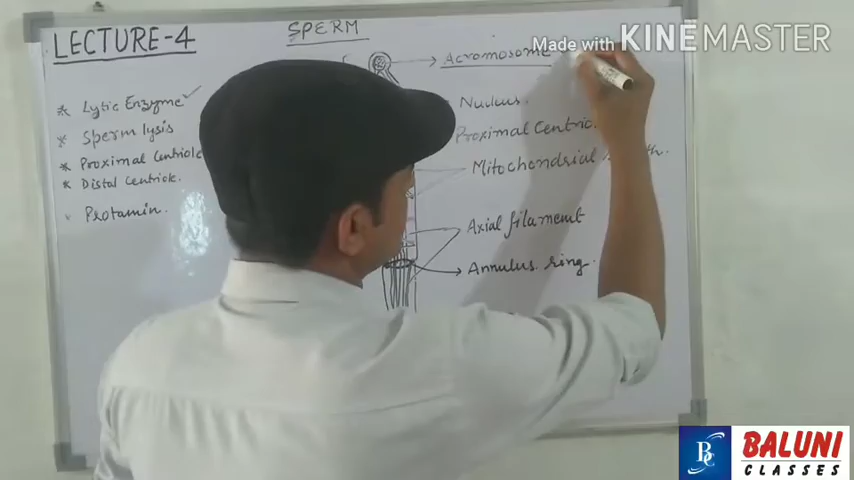 LECTURE-4
SPERM
Made with KINEMASTER
Acromosome
* Lytic Enzyme ✓
* Sperm lysis
* Proximal Centriole
* Distal Centriole.
Protamin.
Nucleus.
Proximal Centrio
Mitochondrial
Axial filament
Annulus ring.
B C
BALUNI
CLASSES